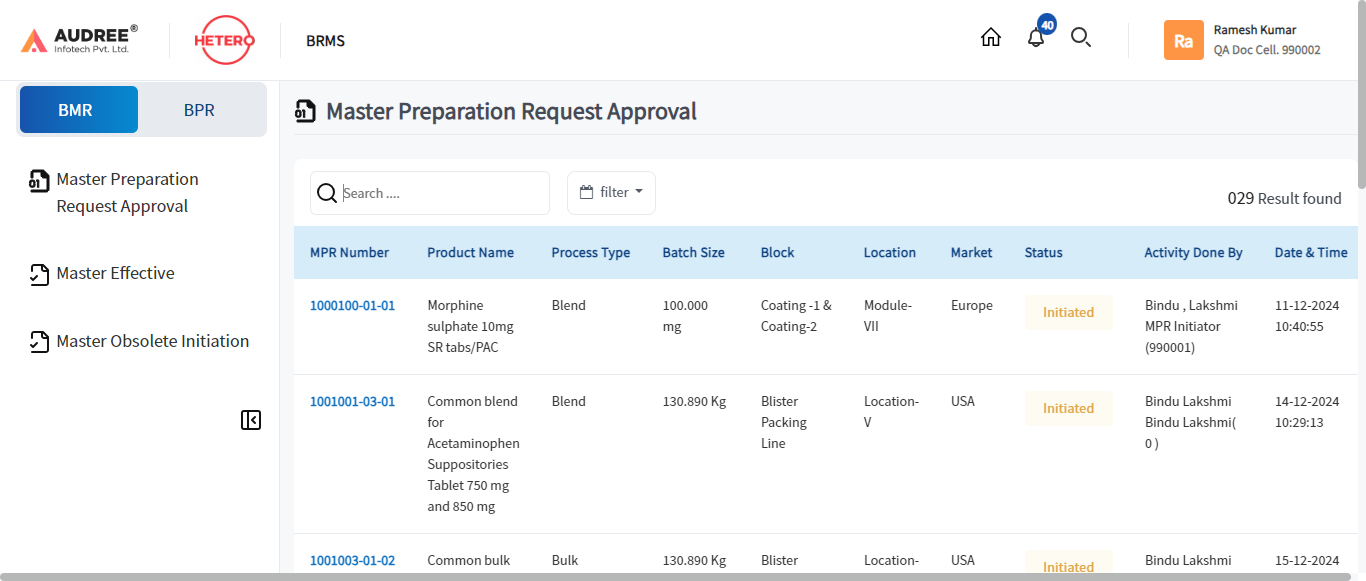 AUDREE®
Infotech Pvt. Ltd.
HETERO
BRMS
40
Ra
Ramesh Kumar
QA Doc Cell. 990002
BMR
BPR
Master Preparation
Request Approval
Master Effective
Master Obsolete Initiation
01
Master Preparation Request Approval
Search ....
filter
029 Result found
MPR Number Product Name Process Type Batch Size Block Location Market Status Activity Done By Date & Time
1000100-01-01 Morphine Blend 100.000 Coating -1 & Module- Europe Initiated Bindu , Lakshmi 11-12-2024
sulphate 10mg mg Coating-2 VII MPR Initiator 10:40:55
SR tabs/PAC (990001)
1001001-03-01 Common blend Blend 130.890 Kg Blister Location- USA Initiated Bindu Lakshmi 14-12-2024
for Packing V Bindu Lakshmi( 10:29:13
Acetaminophen Line 0 )
Suppositories
Tablet 750 mg
and 850 mg
1001003-01-02 Common bulk Bulk 130.890 Kg Blister Location- USA Initiated Bindu Lakshmi 15-12-2024